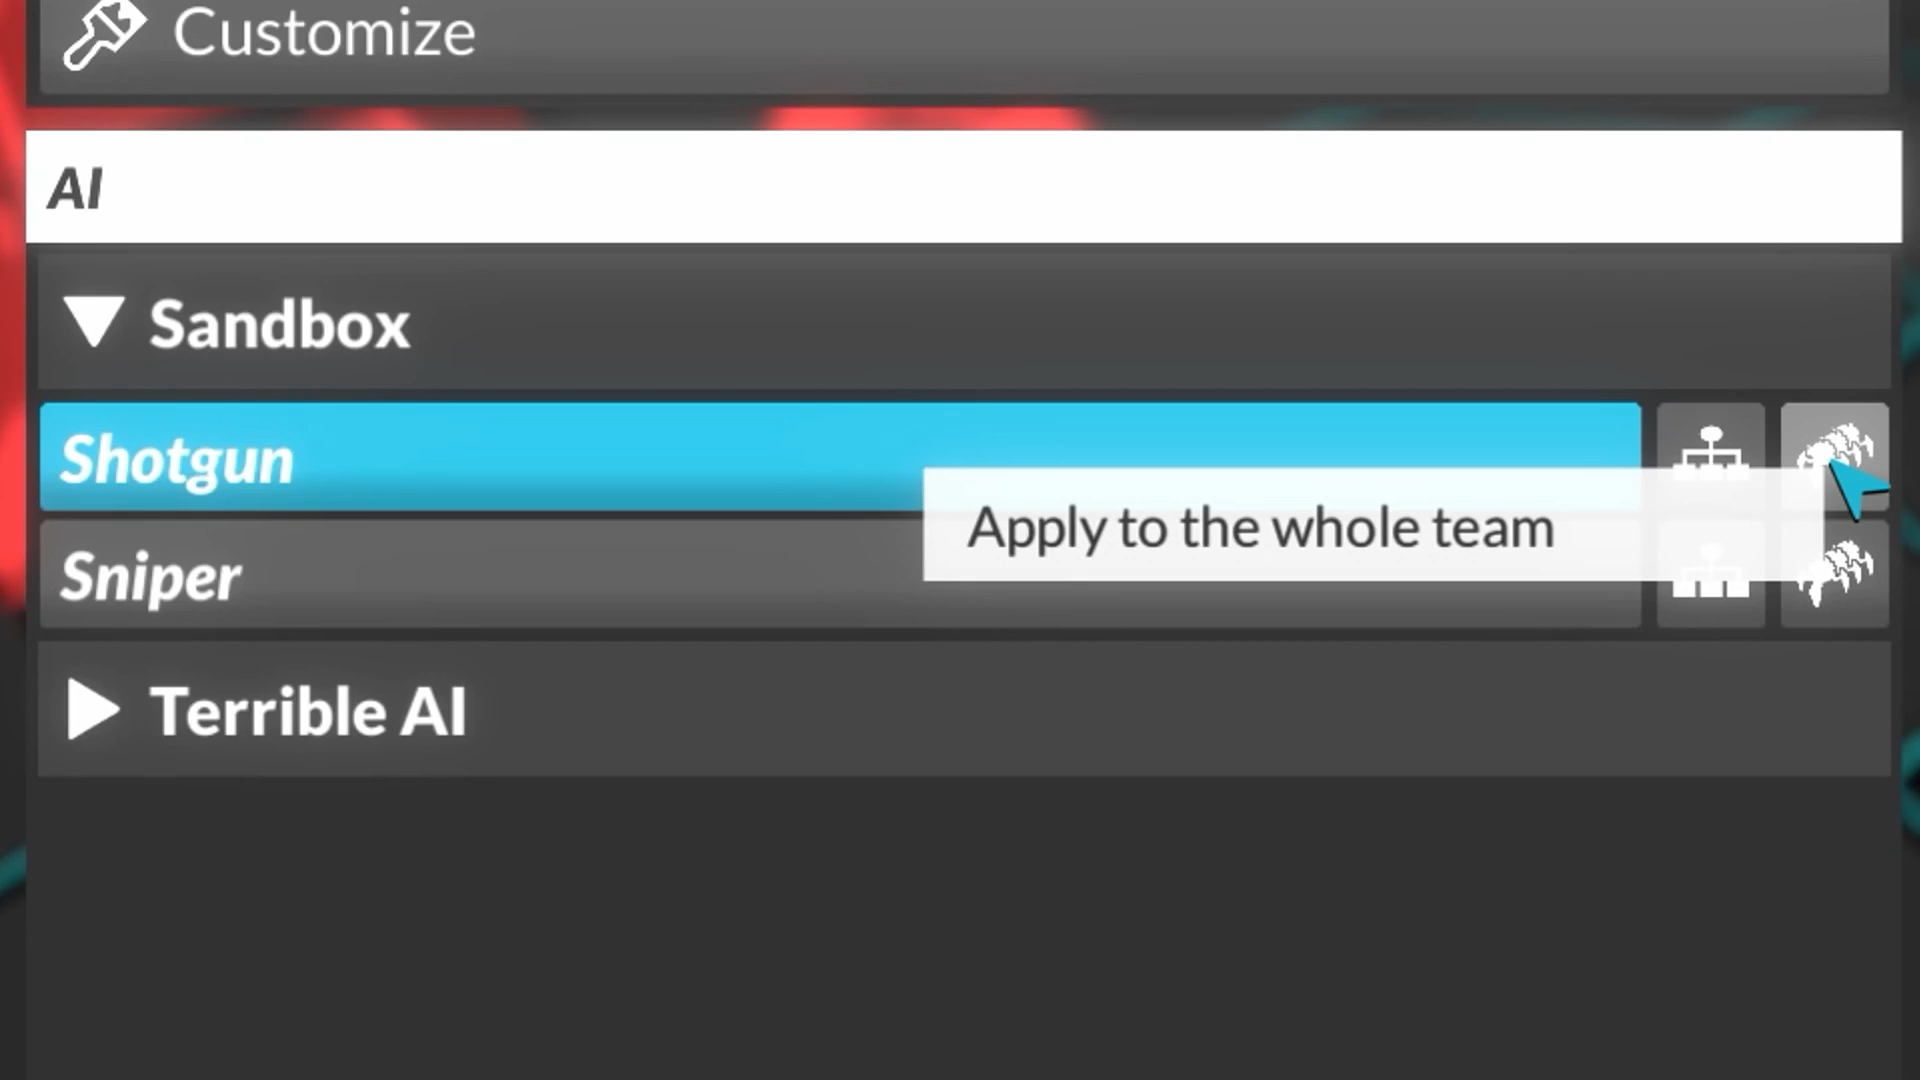 Customize
AI
Sandbox
Shotgun
Apply to the whole team
Sniper
Terrible AI